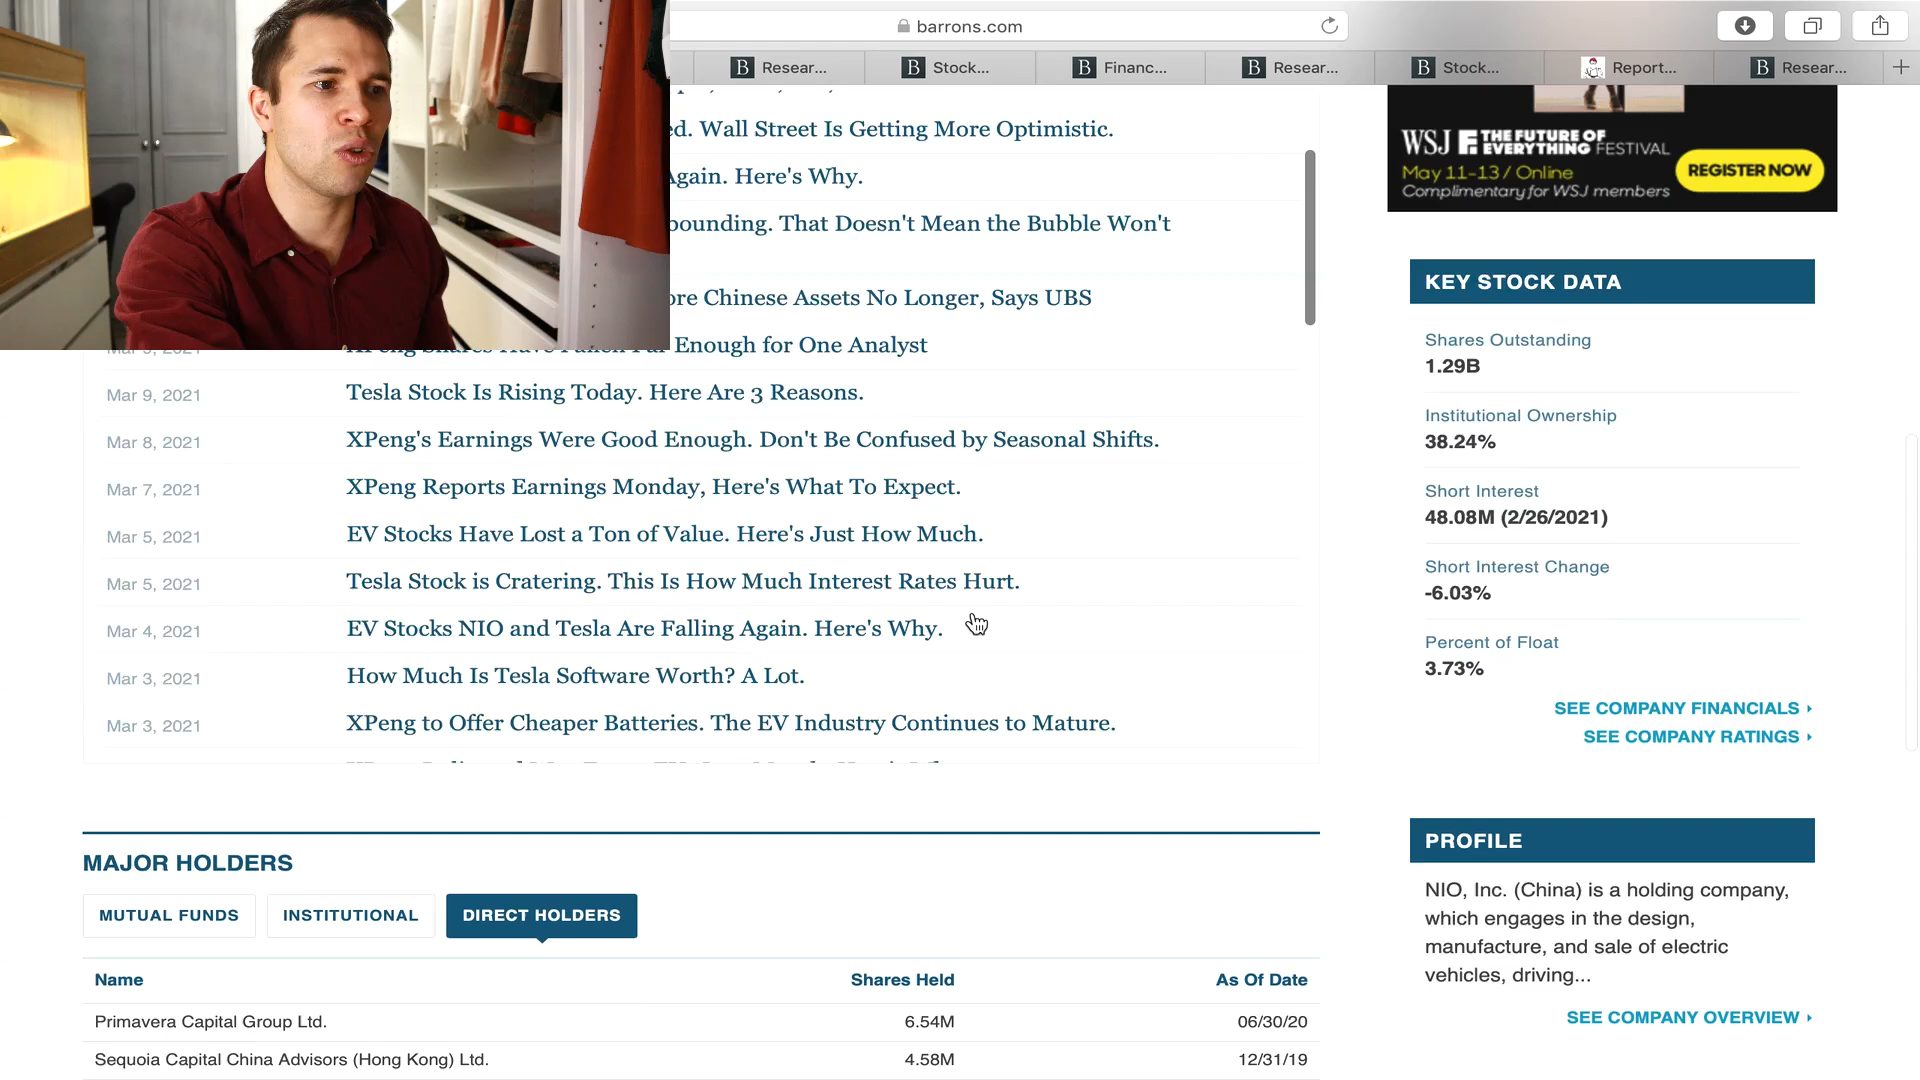 barrons.com
B Resear...
B Stock...
B Financ...
B Resear...
B Stock...
Report...
B Resear...
ed. Wall Street Is Getting More Optimistic.
Again. Here's Why.
ounding. That Doesn't Mean the Bubble Won't
ore Chinese Assets No Longer, Says UBS
Enough for One Analyst
Mar 9, 2021 Tesla Stock Is Rising Today. Here Are 3 Reasons.
Mar 8, 2021 XPeng's Earnings Were Good Enough. Don't Be Confused by Seasonal Shifts.
Mar 7, 2021 XPeng Reports Earnings Monday, Here's What To Expect.
Mar 5, 2021 EV Stocks Have Lost a Ton of Value. Here's Just How Much.
Mar 5, 2021 Tesla Stock is Cratering. This Is How Much Interest Rates Hurt.
Mar 4, 2021 EV Stocks NIO and Tesla Are Falling Again. Here's Why.
Mar 3, 2021 How Much Is Tesla Software Worth? A Lot.
Mar 3, 2021 XPeng to Offer Cheaper Batteries. The EV Industry Continues to Mature.
MAJOR HOLDERS
MUTUAL FUNDS INSTITUTIONAL DIRECT HOLDERS
Name Shares Held As Of Date
Primavera Capital Group Ltd. 6.54M 06/30/20
Sequoia Capital China Advisors (Hong Kong) Ltd. 4.58M 12/31/19
WSJ THE FUTURE OF
EVERYTHING FESTIVAL
May 11-13 / Online
Complimentary for WSJ members
REGISTER NOW
KEY STOCK DATA
Shares Outstanding
1.29B
Institutional Ownership
38.24%
Short Interest
48.08M (2/26/2021)
Short Interest Change
-6.03%
Percent of Float
3.73%
SEE COMPANY FINANCIALS
SEE COMPANY RATINGS
PROFILE
NIO, Inc. (China) is a holding company,
which engages in the design,
manufacture, and sale of electric
vehicles, driving...
SEE COMPANY OVERVIEW